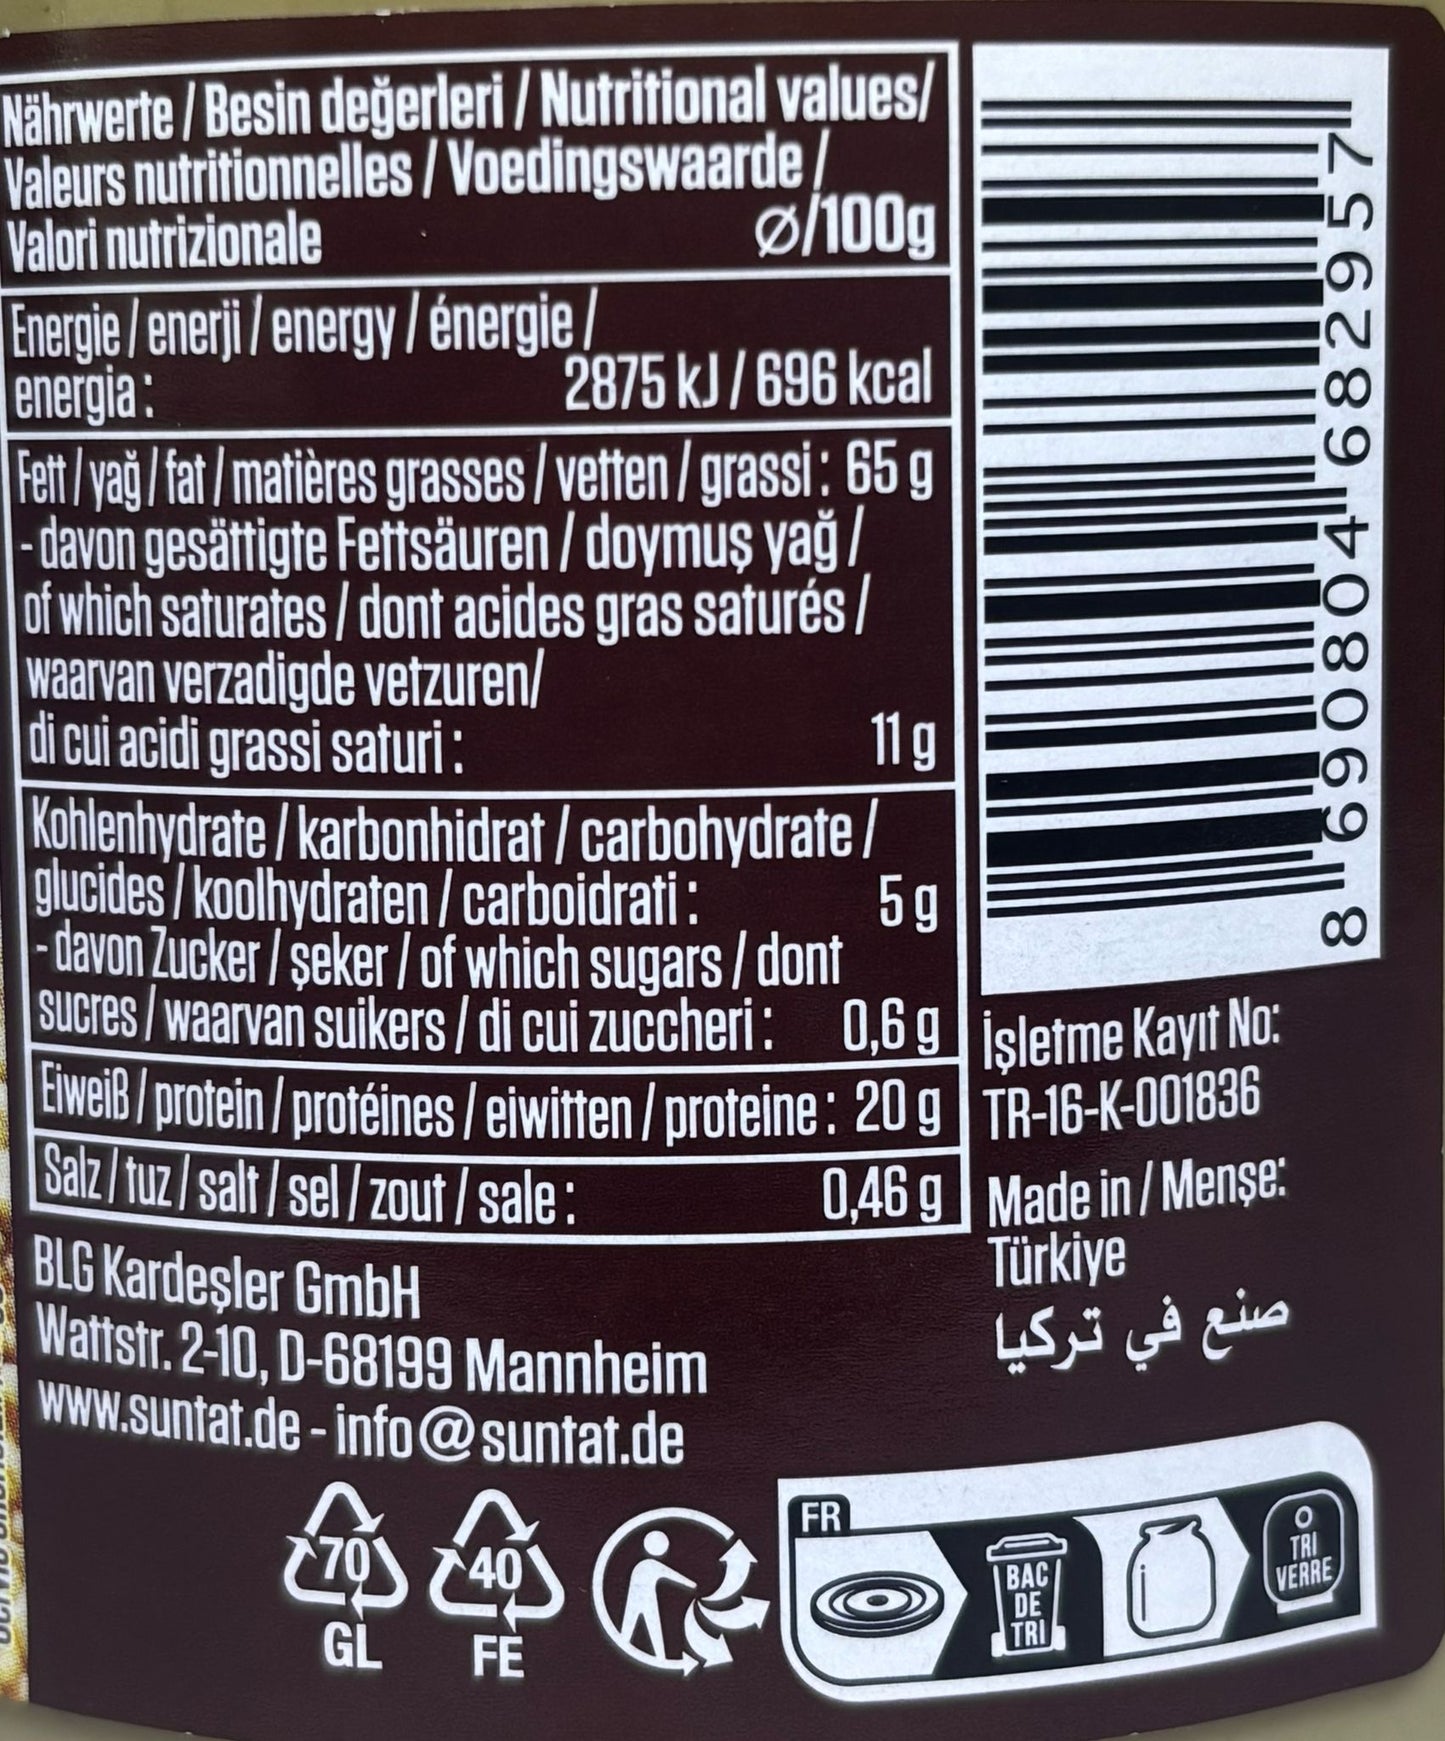 Nährwerte / Besin değerleri / Nutritional values/
Valeurs nutritionnelles / Voedingswaarde /
Valori nutrizionale ø/100g
Energie / enerji / energy / énergie /
energia : 2875 kJ / 696 kcal
Fett / yağ / fat / matières grasses / vetten / grassi : 65 g
- davon gesättigte Fettsäuren / doymuş yağ /
of which saturates / dont acides gras saturés /
waarvan verzadigde vetzuren/
di cui acidi grassi saturi : 11 g
Kohlenhydrate / karbonhidrat / carbohydrate /
glucides / koolhydraten / carboidrati : 5 g
- davon Zucker / şeker / of which sugars / dont
sucres / waarvan suikers / di cui zuccheri : 0,6 g
Eiweiß / protein / protéines / eiwitten / proteine : 20 g
Salz / tuz / salt / sel / zout / sale : 0,46 g
BLG Kardeşler GmbH
Wattstr. 2-10, D-68199 Mannheim
www.suntat.de - info@suntat.de
70
GL
40
FE
8 690804 682957
İşletme Kayıt No:
TR-16-K-001836
Made in / Menşe:
Türkiye
صنع في تركيا
FR
BAC
DE
TRI
TRI
VERRE